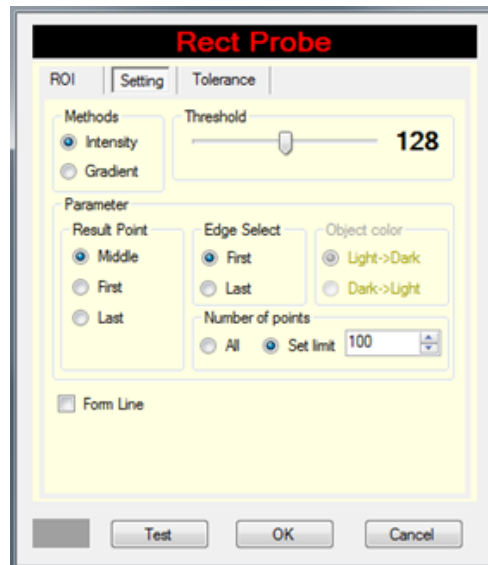 Rect Probe
ROI Setting Tolerance
Methods
Intensity
Gradient
Threshold
128
Parameter
Result Point
Middle
First
Last
Edge Select
First
Last
Object color
Light->Dark
Dark->Light
Number of points
All Set limit 100
Form Line
Test OK Cancel